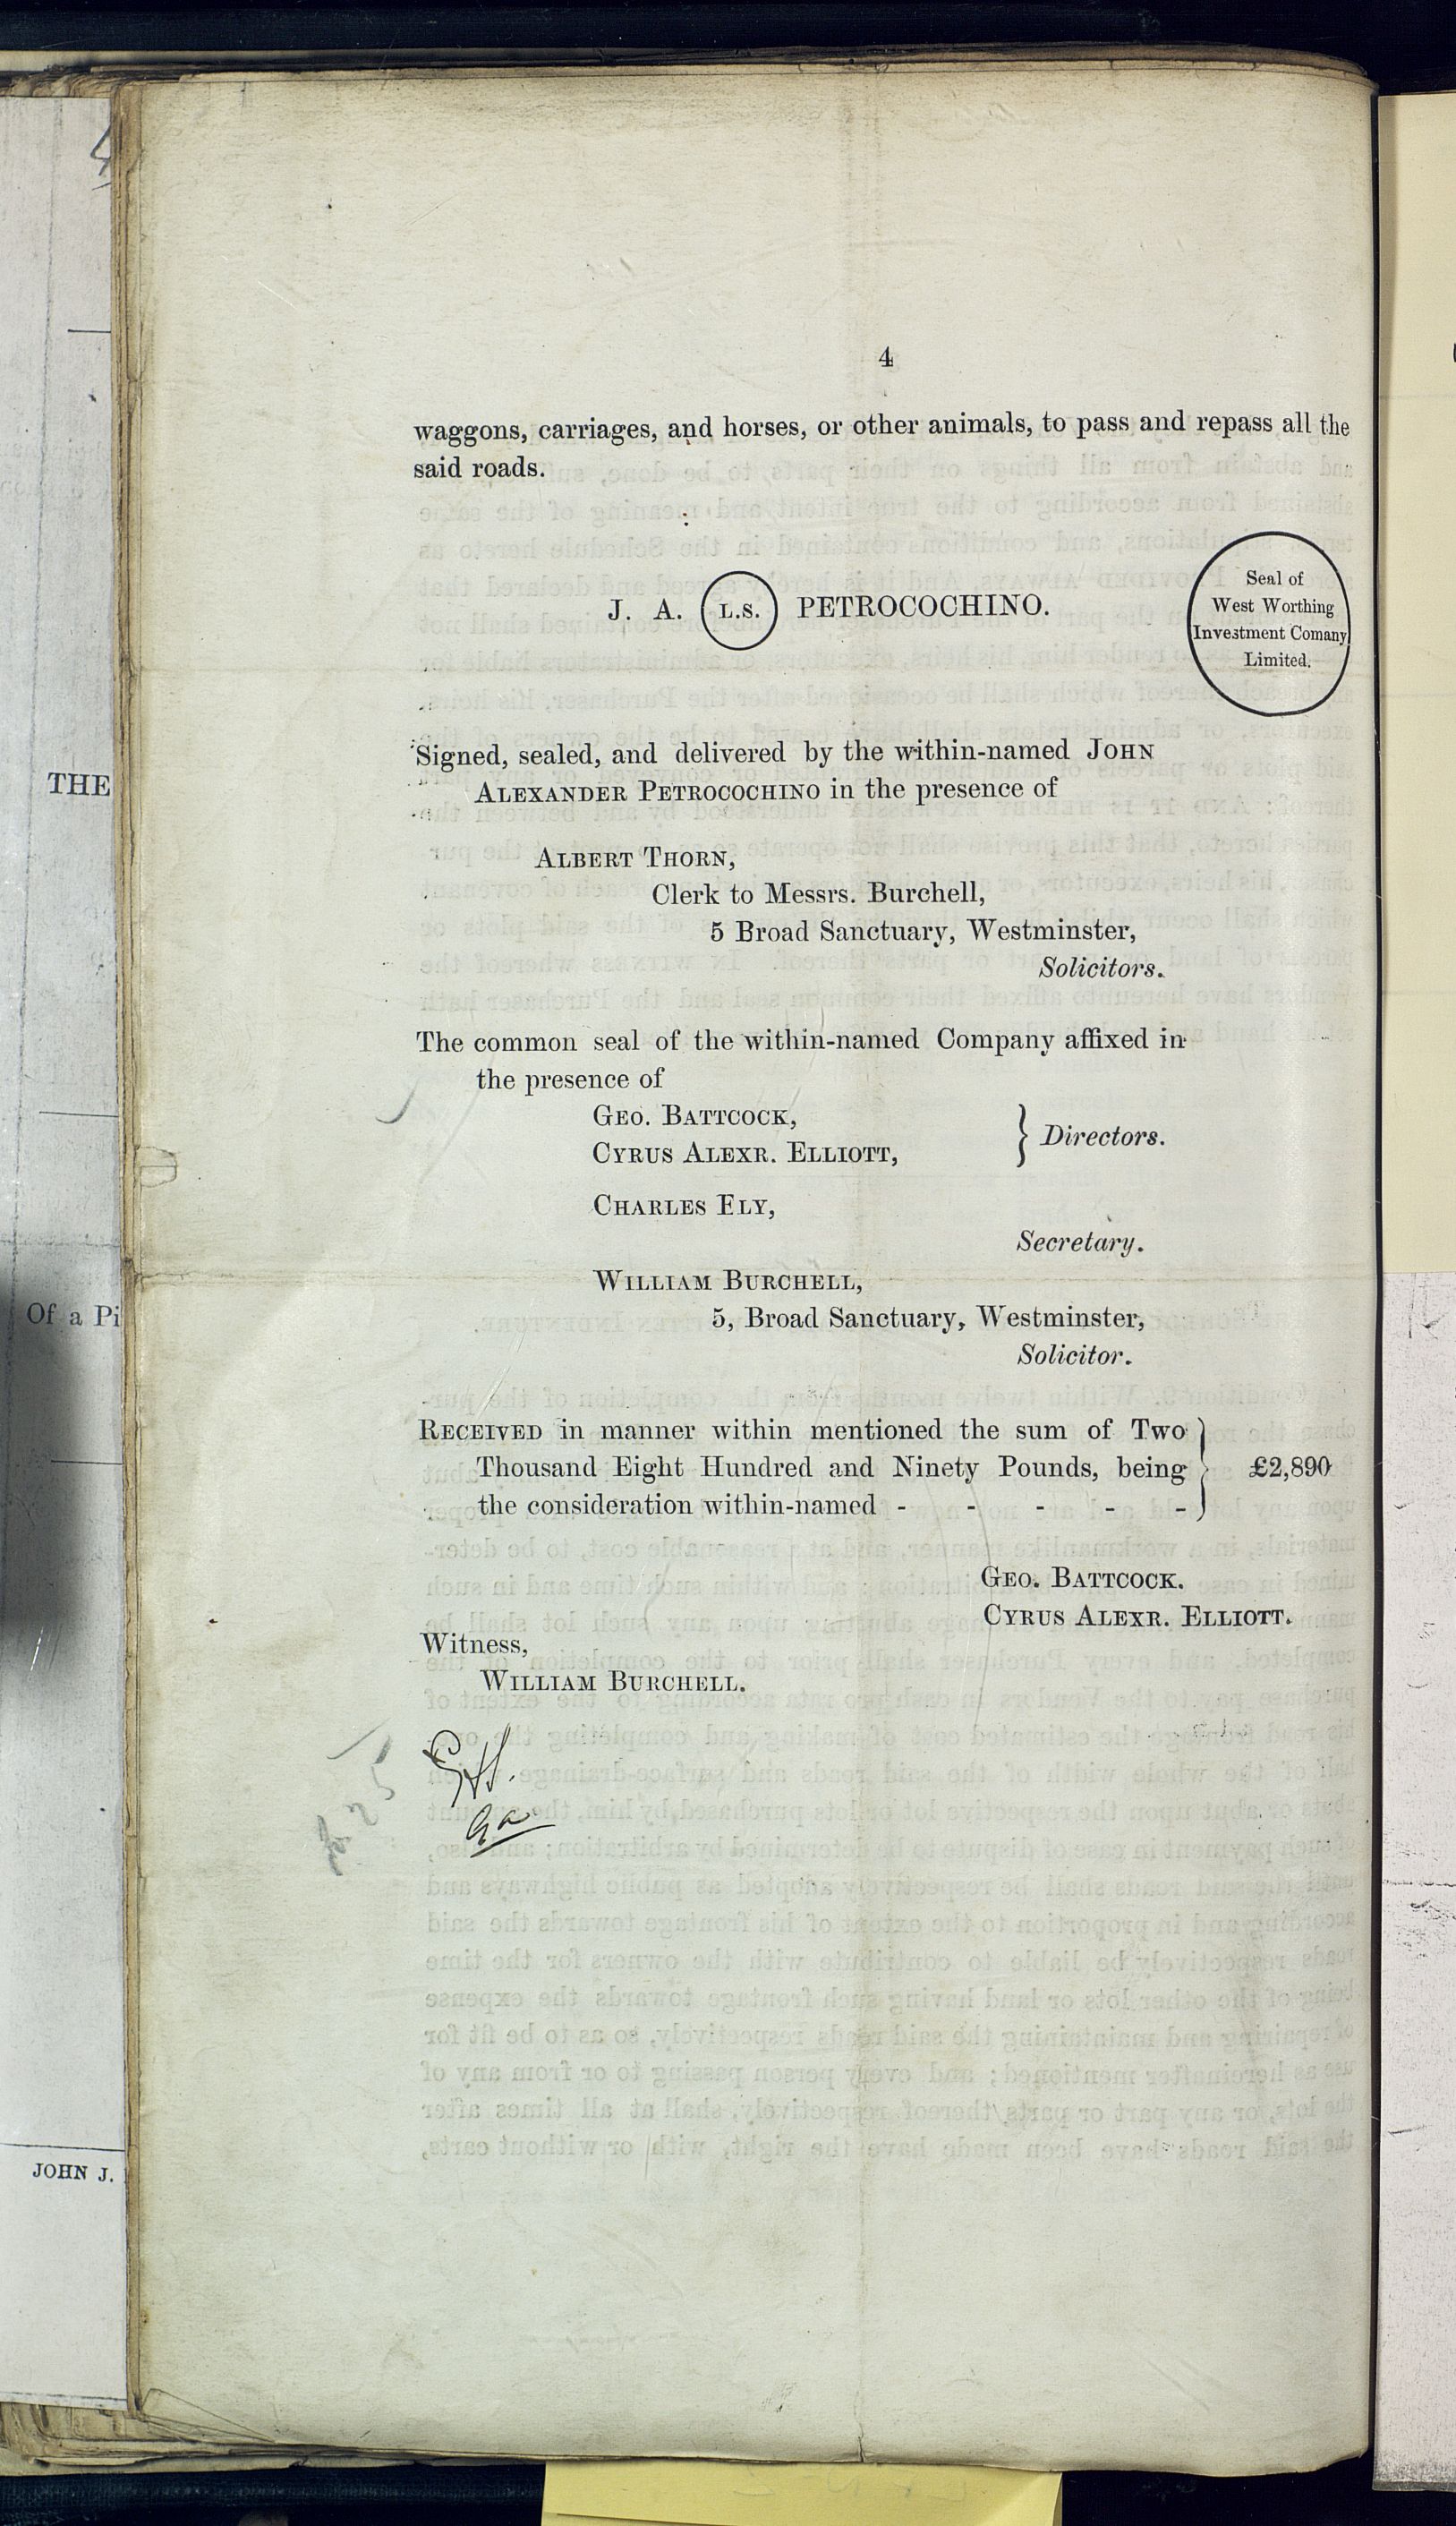 4
waggons, carriages, and horses, or other animals, to pass and repass all the
said roads.
J. A. L.S. PETROCOCHINO.
Seal of
West Worthing
Investment Comany
Limited.
Signed, sealed, and delivered by the within-named JOHN
ALEXANDER PETROCOCHINO in the presence of
ALBERT THORN,
Clerk to Messrs. Burchell,
5 Broad Sanctuary, Westminster,
Solicitors.
The common seal of the within-named Company affixed in
the presence of
GEO. BATTCOCK,
CYRUS ALEXR. ELLIOTT,
} Directors.
CHARLES ELY,
Secretary.
WILLIAM BURCHELL,
5, Broad Sanctuary, Westminster,
Solicitor.
RECEIVED in manner within mentioned the sum of Two
Thousand Eight Hundred and Ninety Pounds, being
the consideration within-named - - - - -
} £2,890
GEO. BATTCOCK.
CYRUS ALEXR. ELLIOTT.
Witness,
WILLIAM BURCHELL.
THE
Of a Pi
JOHN J.